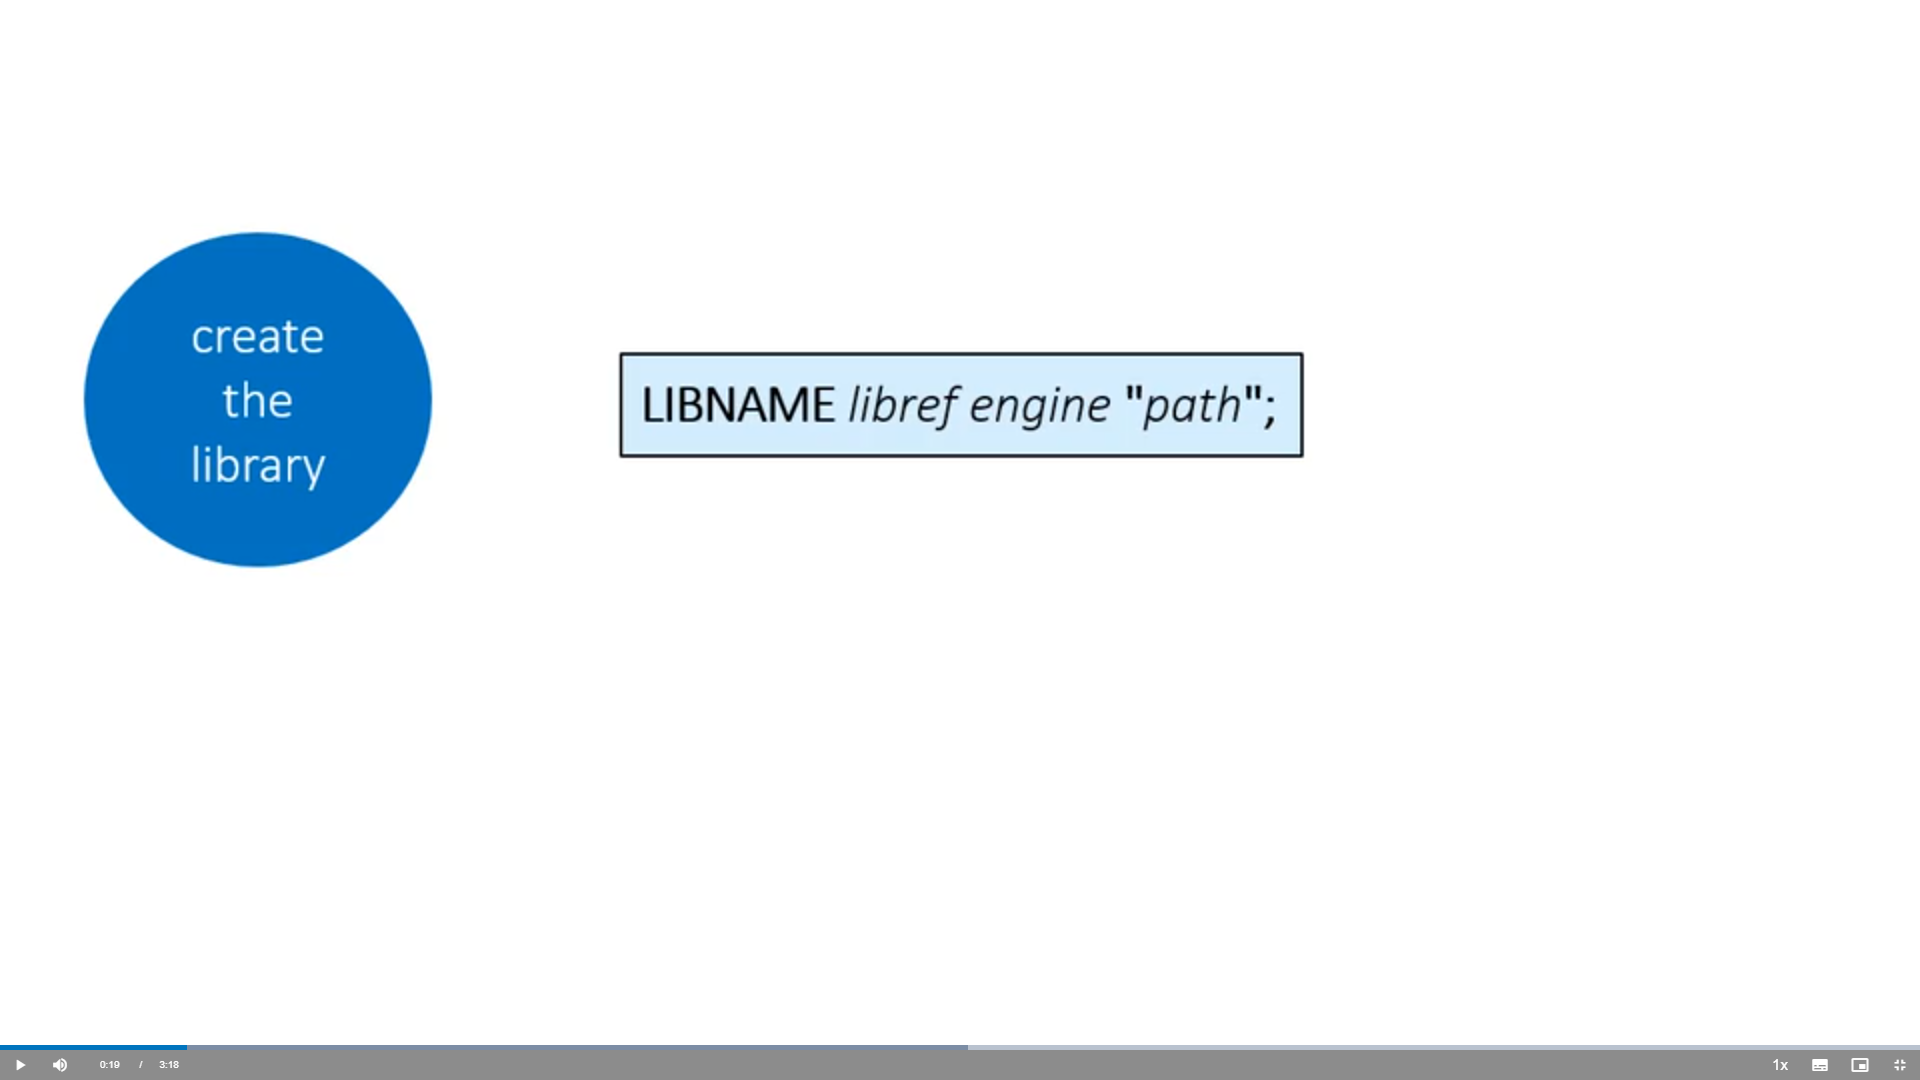 create
the
library
LIBNAME libref engine "path";
0:19 / 3:18
1x